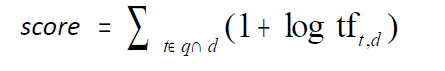 score = ∑ t∈ q∩ d (1 + log tf t,d )